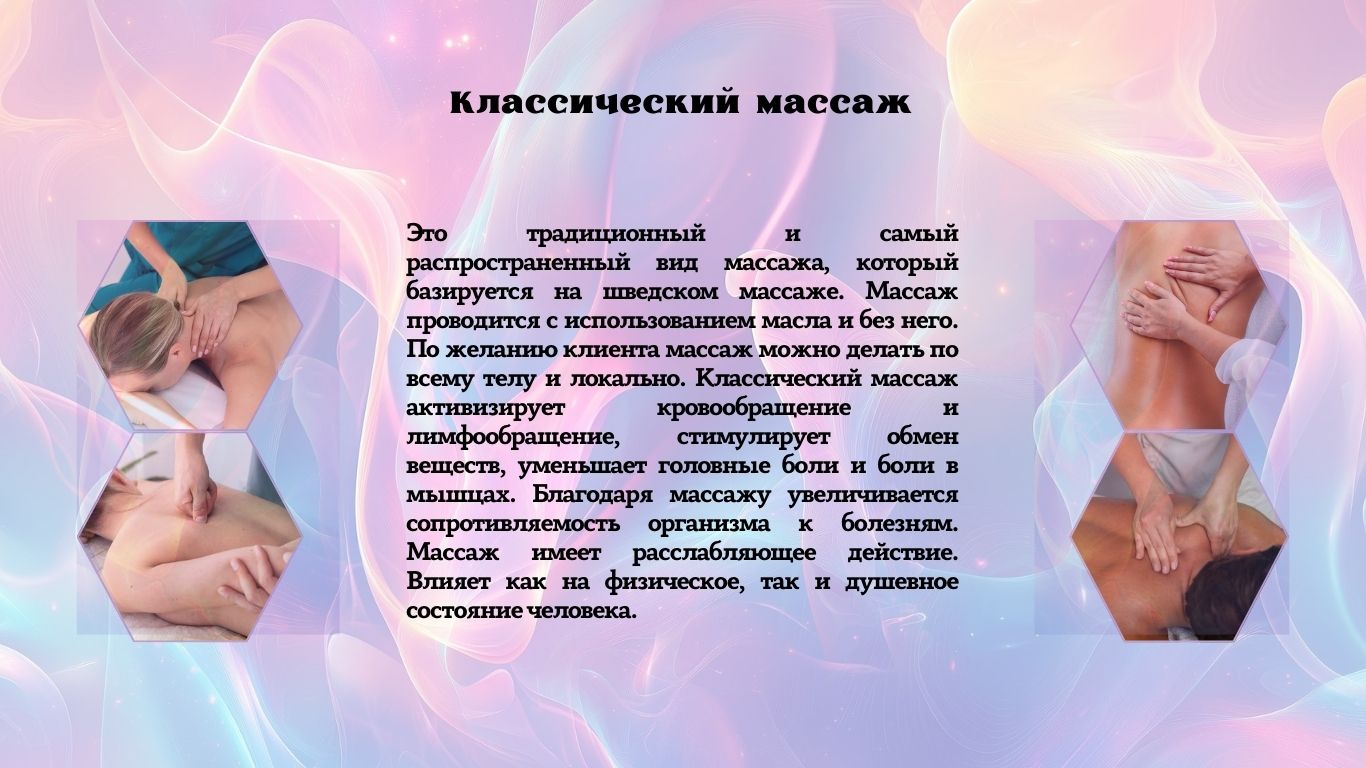 Классический массаж
Это традиционный и самый
распространенный вид массажа, который
базируется на шведском массаже. Массаж
проводится с использованием масла и без него.
По желанию клиента массаж можно делать по
всему телу и локально. Классический массаж
активизирует кровообращение и
лимфообращение, стимулирует обмен
веществ, уменьшает головные боли и боли в
мышцах. Благодаря массажу увеличивается
сопротивляемость организма к болезням.
Массаж имеет расслабляющее действие.
Влияет как на физическое, так и душевное
состояние человека.